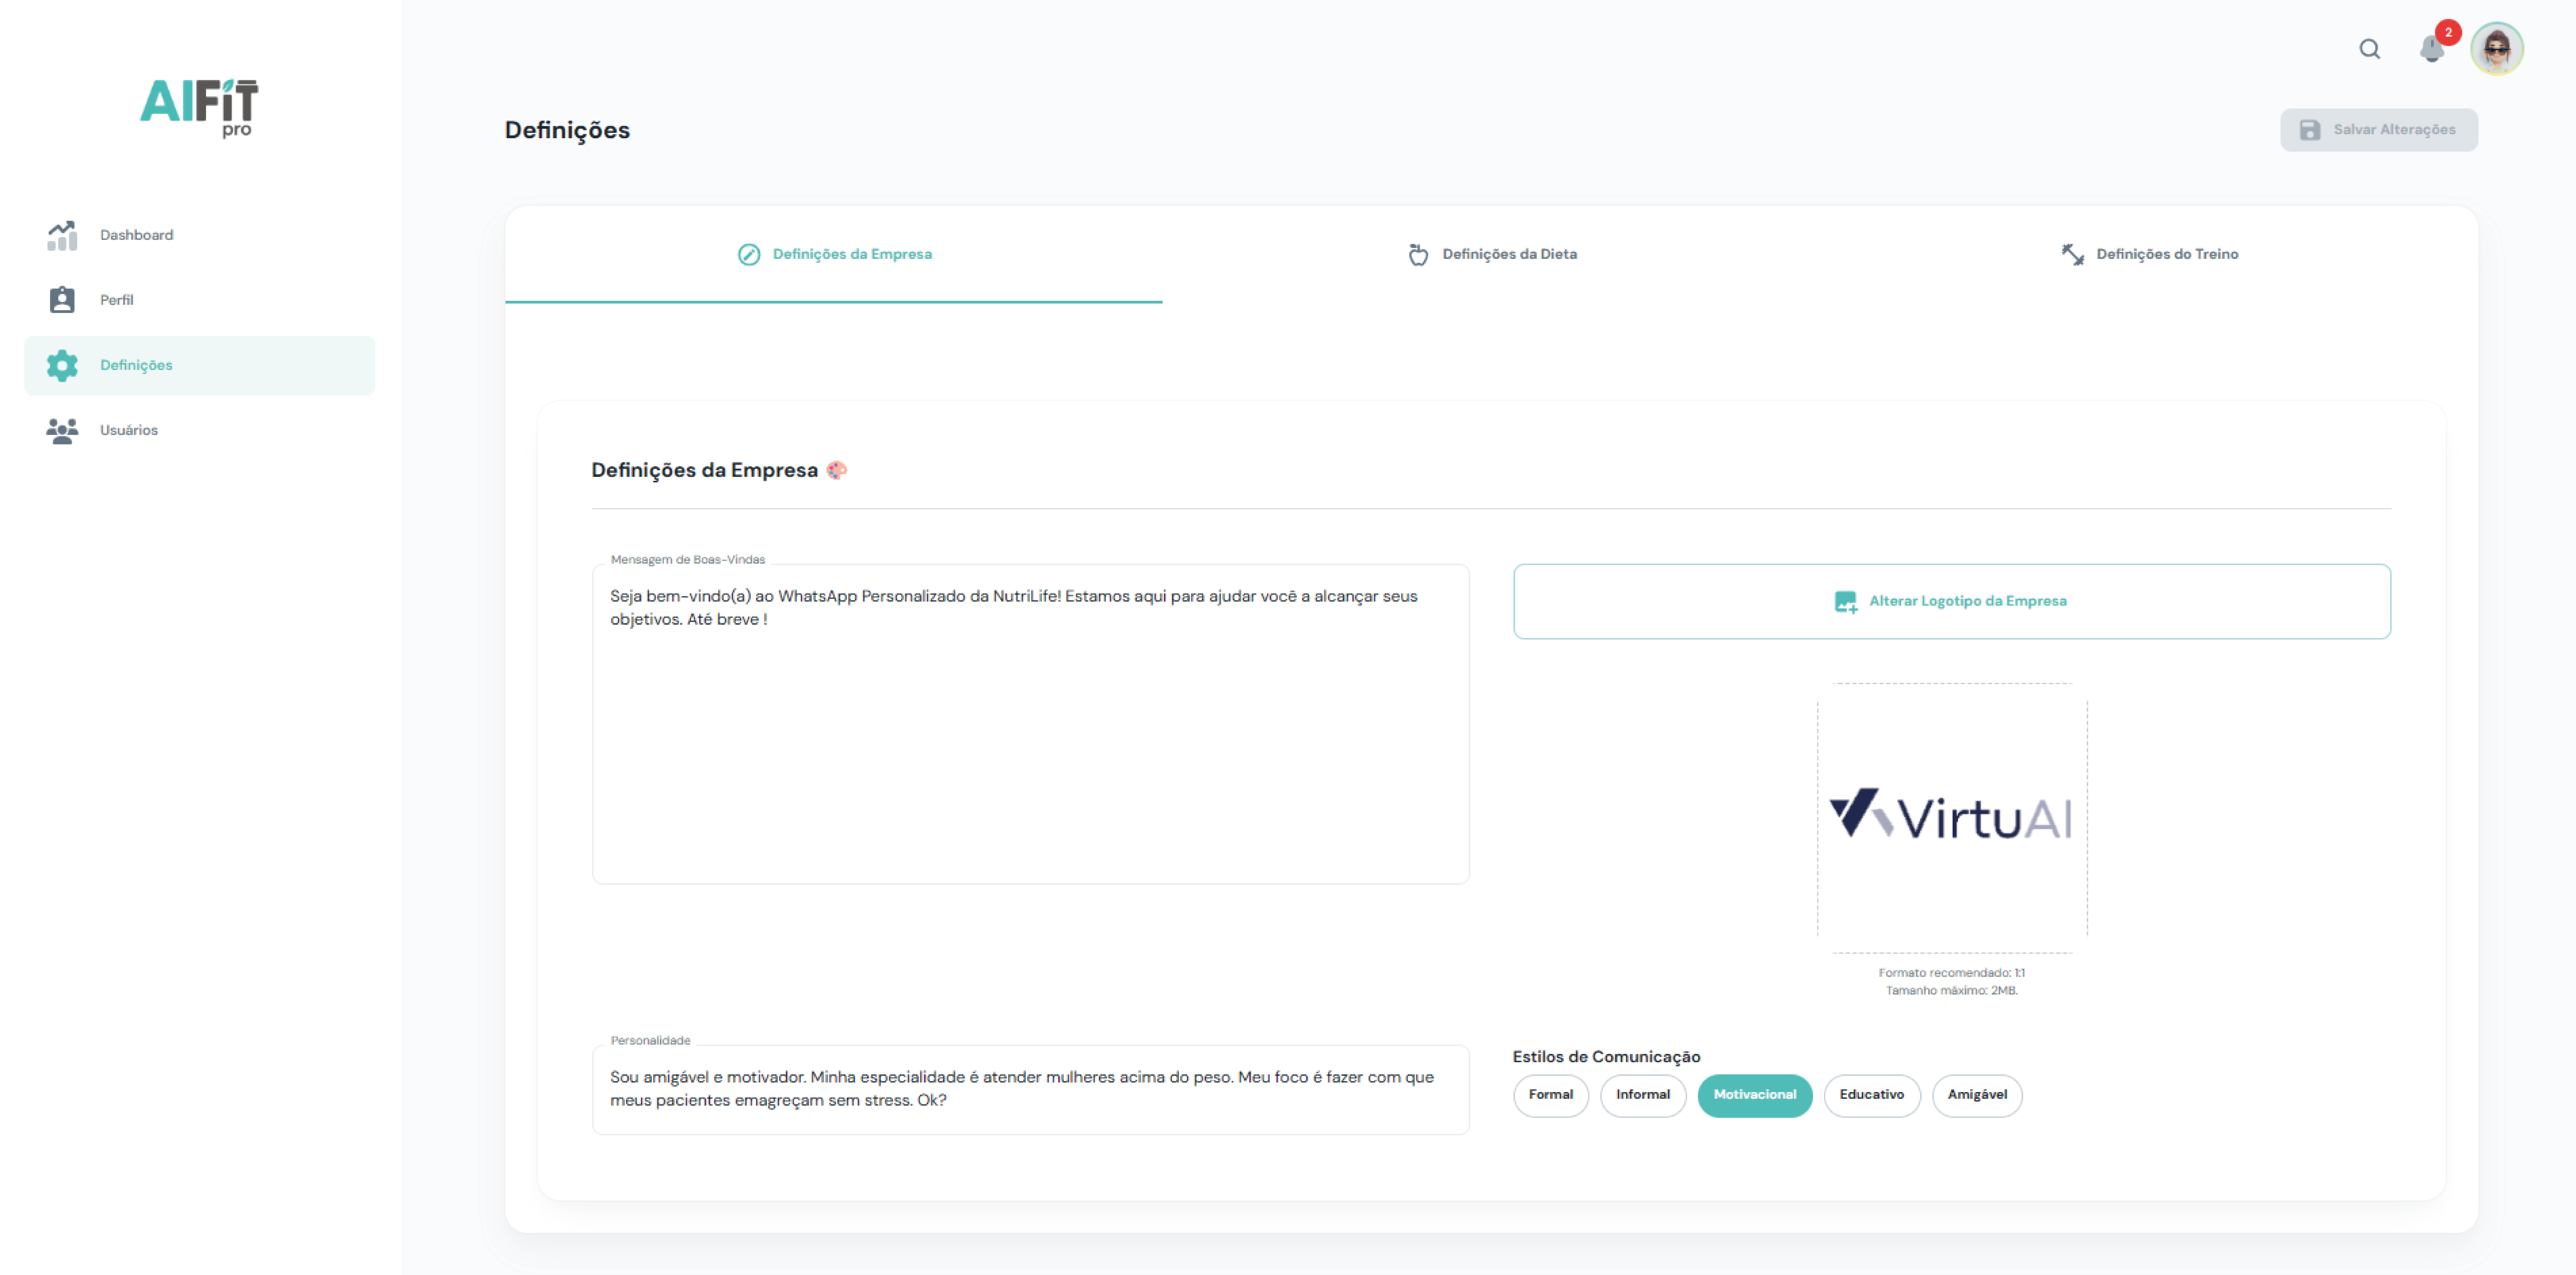 AIFiT
pro
Dashboard
Perfil
Definições
Usuários
2
Definições
Salvar Alterações
Definições da Empresa
Definições da Dieta
Definições do Treino
Definições da Empresa
Mensagem de Boas-Vindas
Seja bem-vindo(a) ao WhatsApp Personalizado da NutriLife! Estamos aqui para ajudar você a alcançar seus
objetivos. Até breve !
Alterar Logotipo da Empresa
VirtuAI
Formato recomendado: 1:1
Tamanho máximo: 2MB.
Personalidade
Sou amigável e motivador. Minha especialidade é atender mulheres acima do peso. Meu foco é fazer com que
meus pacientes emagreçam sem stress. Ok?
Estilos de Comunicação
Formal
Informal
Motivacional
Educativo
Amigável